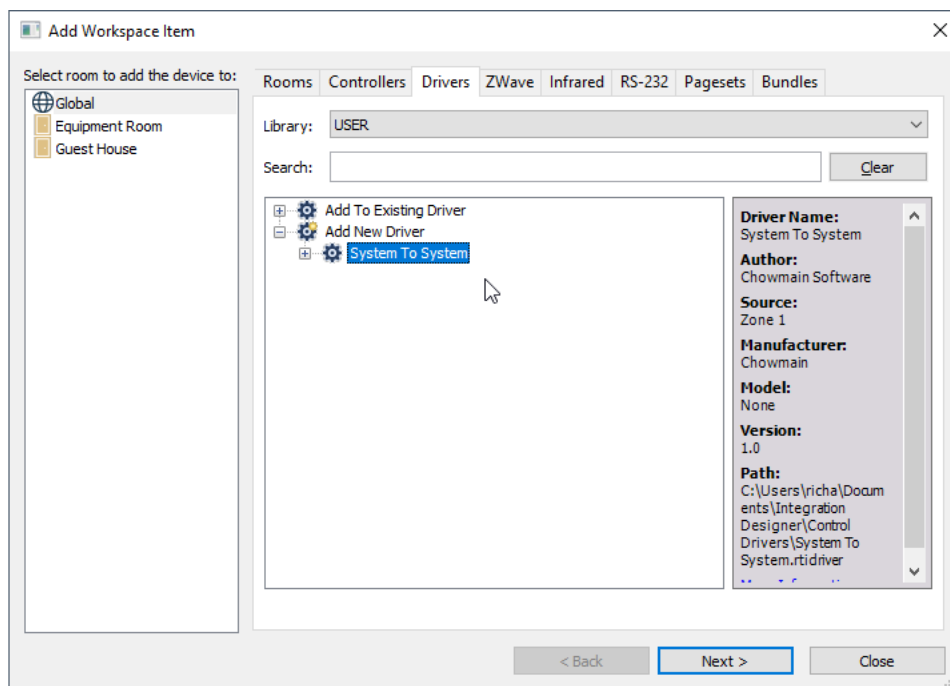 Add Workspace Item
Select room to add the device to:
Global
Equipment Room
Guest House
Rooms Controllers Drivers ZWave Infrared RS-232 Pagesets Bundles
Library: USER
Search: Clear
Add To Existing Driver
Add New Driver
System To System
Driver Name:
System To System
Author:
Chowmain Software
Source:
Zone 1
Manufacturer:
Chowmain
Model:
None
Version:
1.0
Path:
C:\Users\richa\Docum
ents\Integration
Designer\Control
Drivers\System To
System.rtidriver
< Back Next > Close